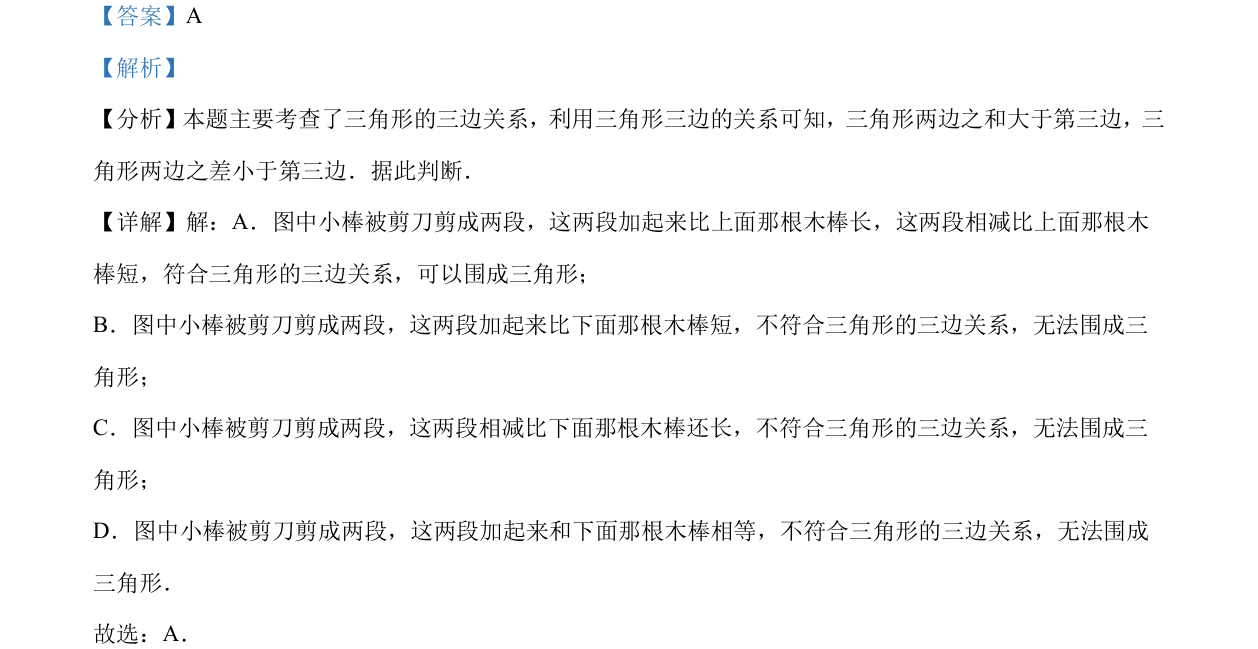 【答案】A
【解析】
【分析】本题主要考查了三角形的三边关系，利用三角形三边的关系可知，三角形两边之和大于第三边，三
角形两边之差小于第三边．据此判断．
【详解】解：A．图中小棒被剪刀剪成两段，这两段加起来比上面那根木棒长，这两段相减比上面那根木
棒短，符合三角形的三边关系，可以围成三角形；
B．图中小棒被剪刀剪成两段，这两段加起来比下面那根木棒短，不符合三角形的三边关系，无法围成三
角形；
C．图中小棒被剪刀剪成两段，这两段相减比下面那根木棒还长，不符合三角形的三边关系，无法围成三
角形；
D．图中小棒被剪刀剪成两段，这两段加起来和下面那根木棒相等，不符合三角形的三边关系，无法围成
三角形．
故选：A．